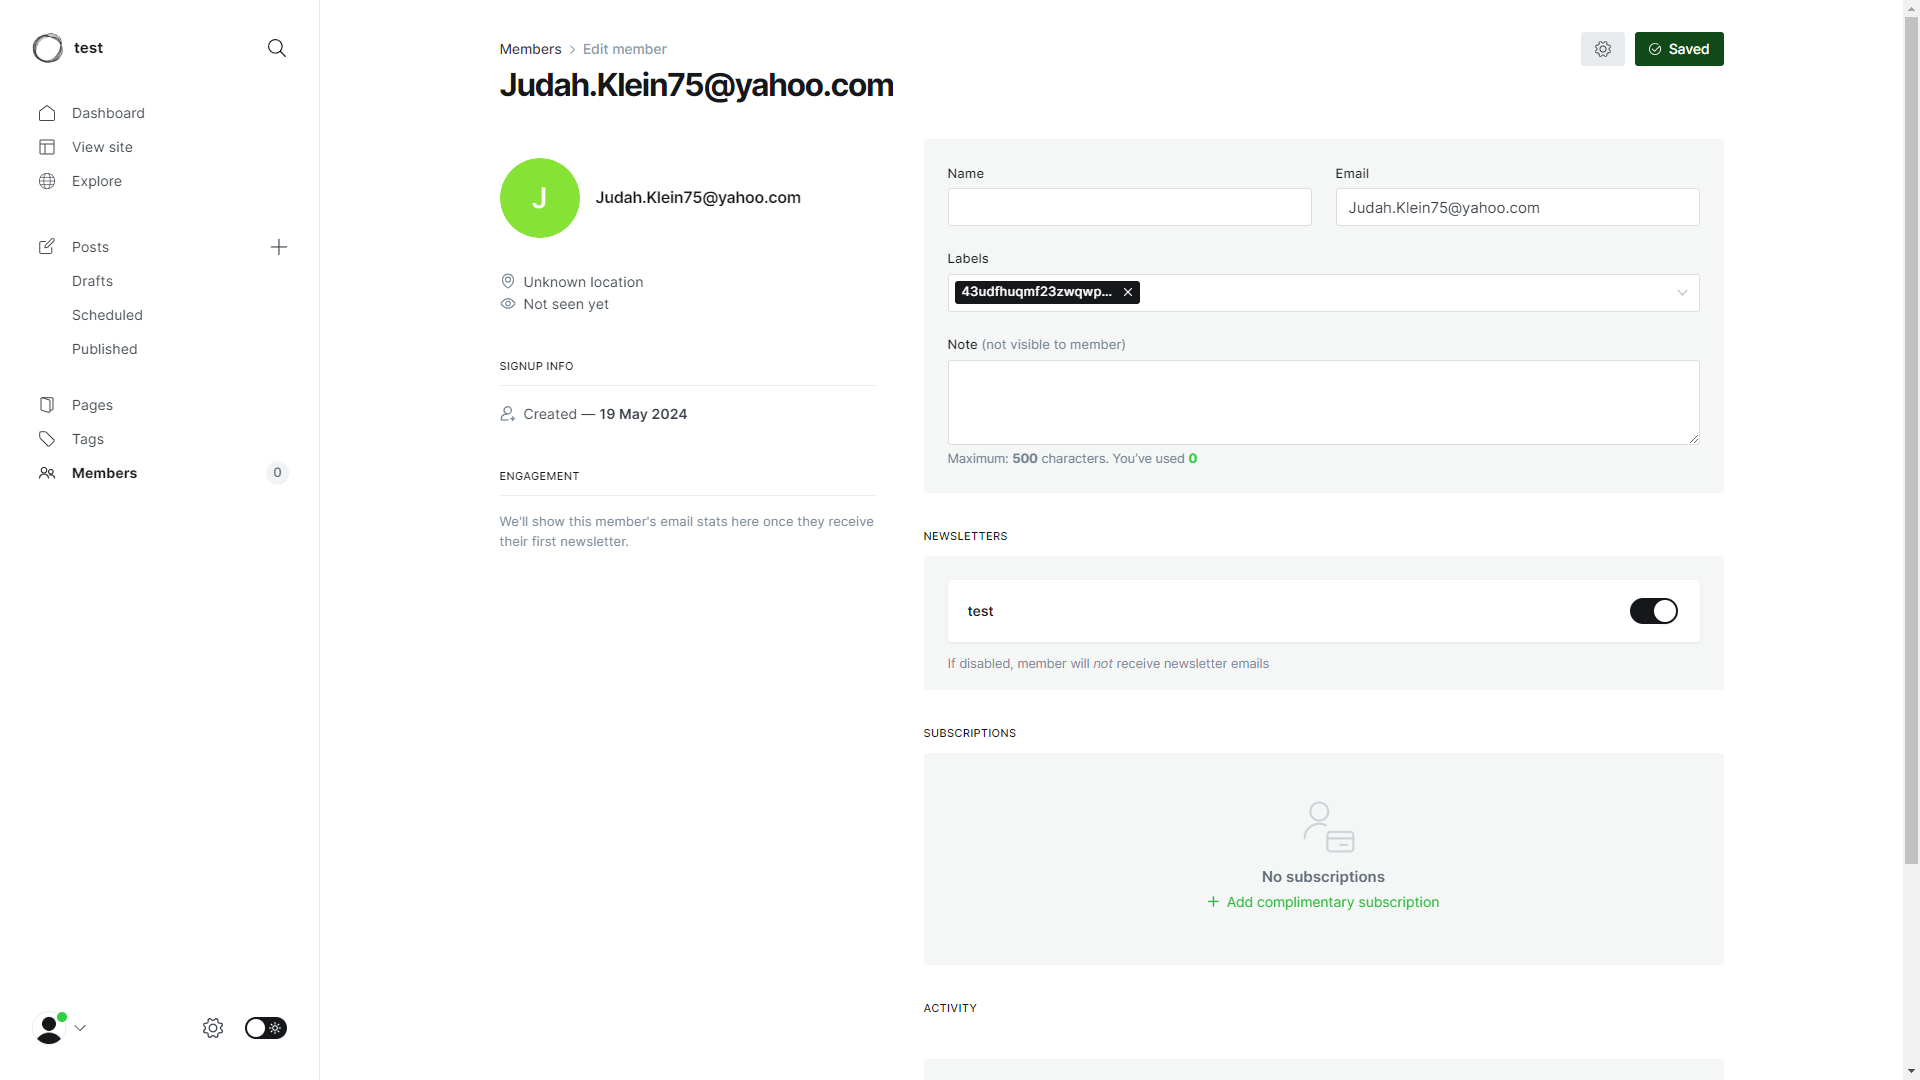 test
Dashboard
View site
Explore
Posts
Drafts
Scheduled
Published
Pages
Tags
Members
0
Members
Edit member
Judah.Klein75@yahoo.com
Saved
J
Judah.Klein75@yahoo.com
Unknown location
Not seen yet
SIGNUP INFO
Created — 19 May 2024
ENGAGEMENT
We'll show this member's email stats here once they receive
their first newsletter.
Name
Email
Judah.Klein75@yahoo.com
Labels
43udfhuqmf23zwqwp...
Note (not visible to member)
Maximum: 500 characters. You've used 0
NEWSLETTERS
test
If disabled, member will not receive newsletter emails
SUBSCRIPTIONS
No subscriptions
Add complimentary subscription
ACTIVITY